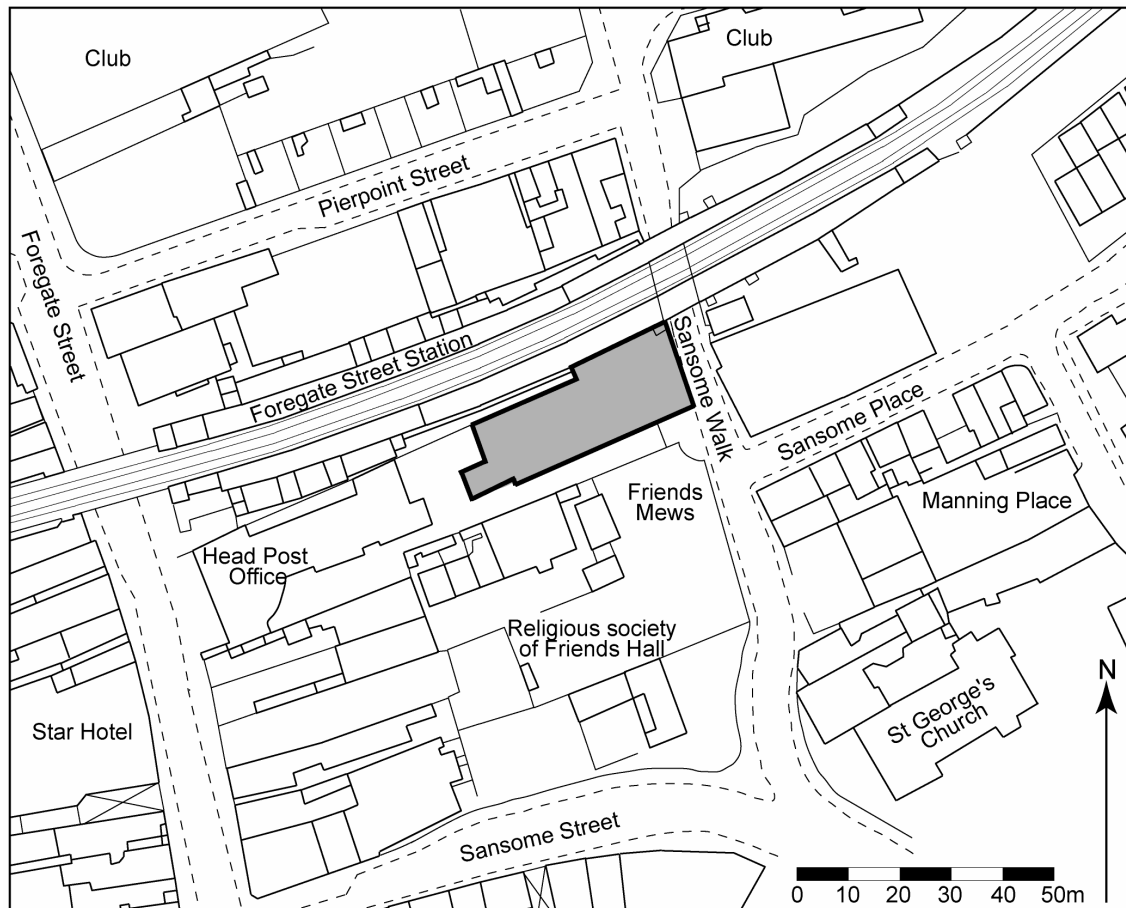 Club
Club
Pierpoint Street
Foregate Street
Foregate Street Station
Sansome Walk
Sansome Place
Friends
Mews
Manning Place
Head Post
Office
Religious society
of Friends Hall
N
Star Hotel
St George's
Church
Sansome Street
0 10 20 30 50m